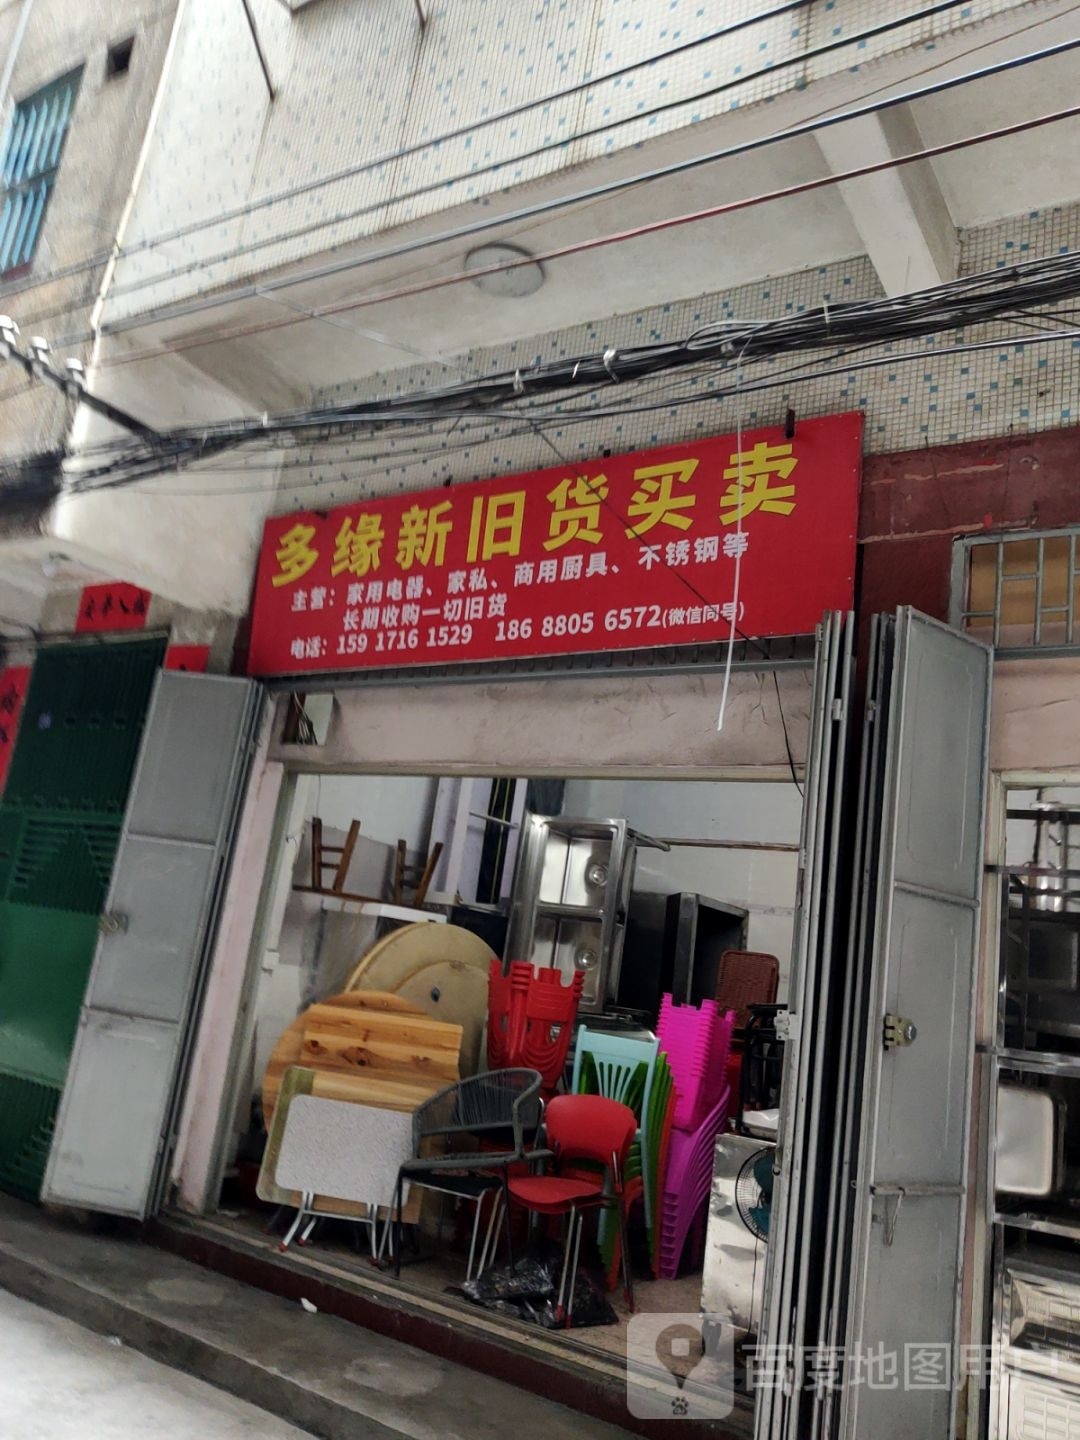 多缘新旧货买卖
主营：家用电器、家私、商用厨具、不锈钢等
长期收购一切旧货
电话：159 1716 1529 186 8805 6572(微信同号)
百度地图用户